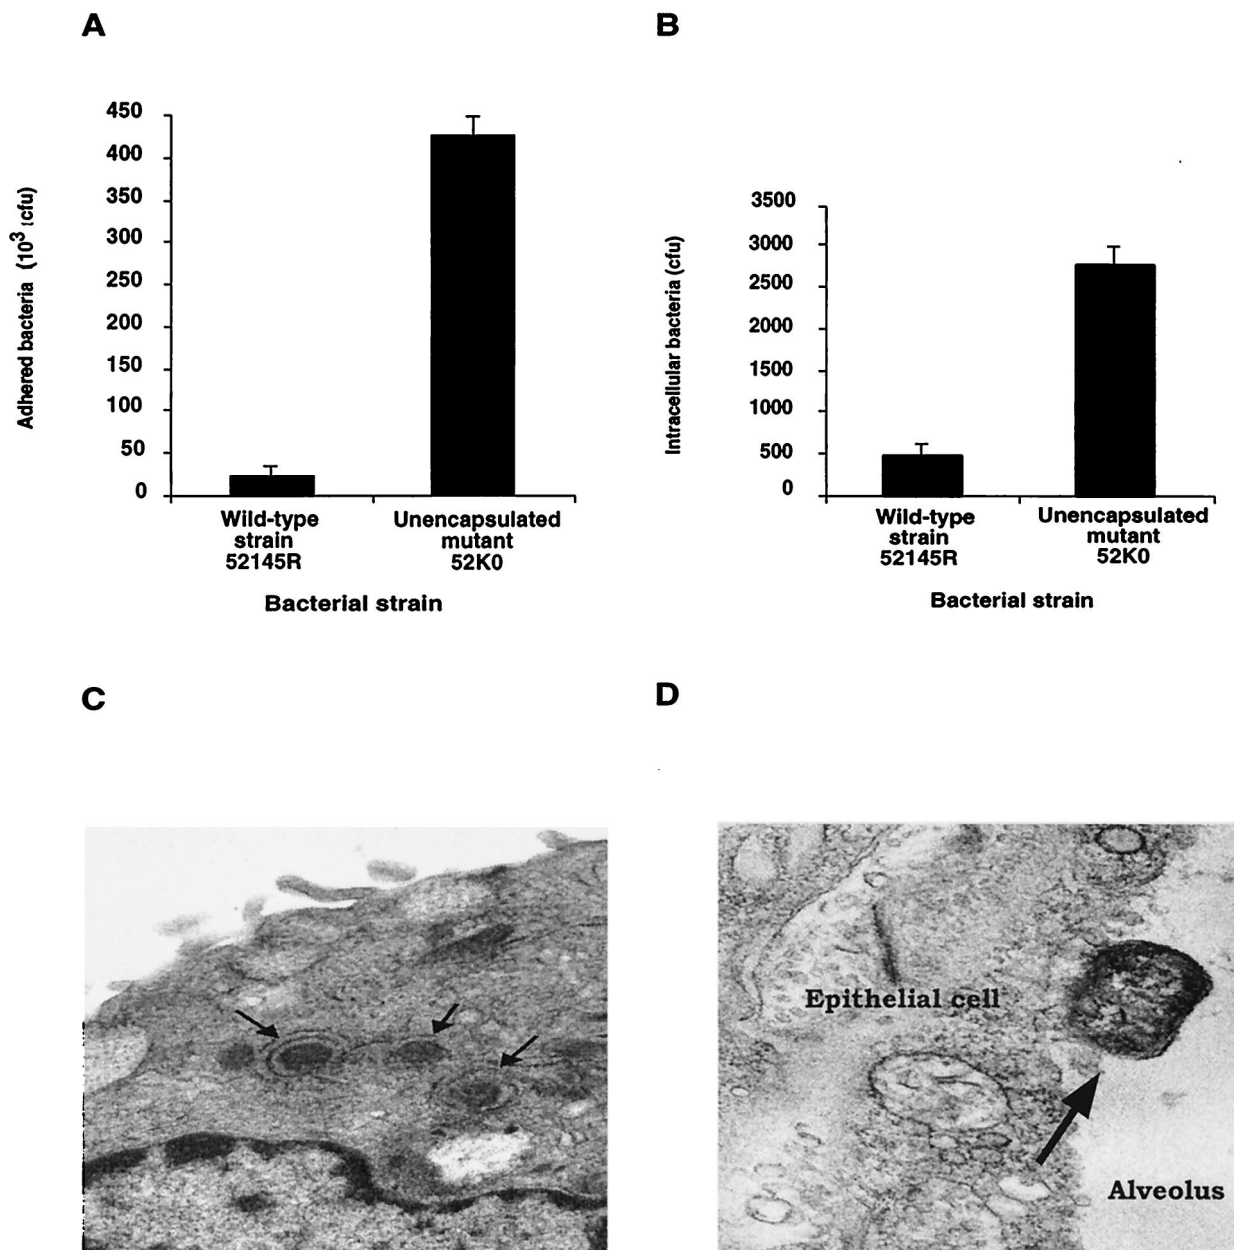 A
B
Adhered bacteria (10³ cfu)
450
400
350
300
250
200
150
100
50
0
Wild-type
strain
52145R
Unencapsulated
mutant
52K0
Bacterial strain
Intracellular bacteria (cfu)
3500
3000
2500
2000
1500
1000
500
0
Wild-type
strain
52145R
Unencapsulated
mutant
52K0
Bacterial strain
C
D
Epithelial cell
Alveolus